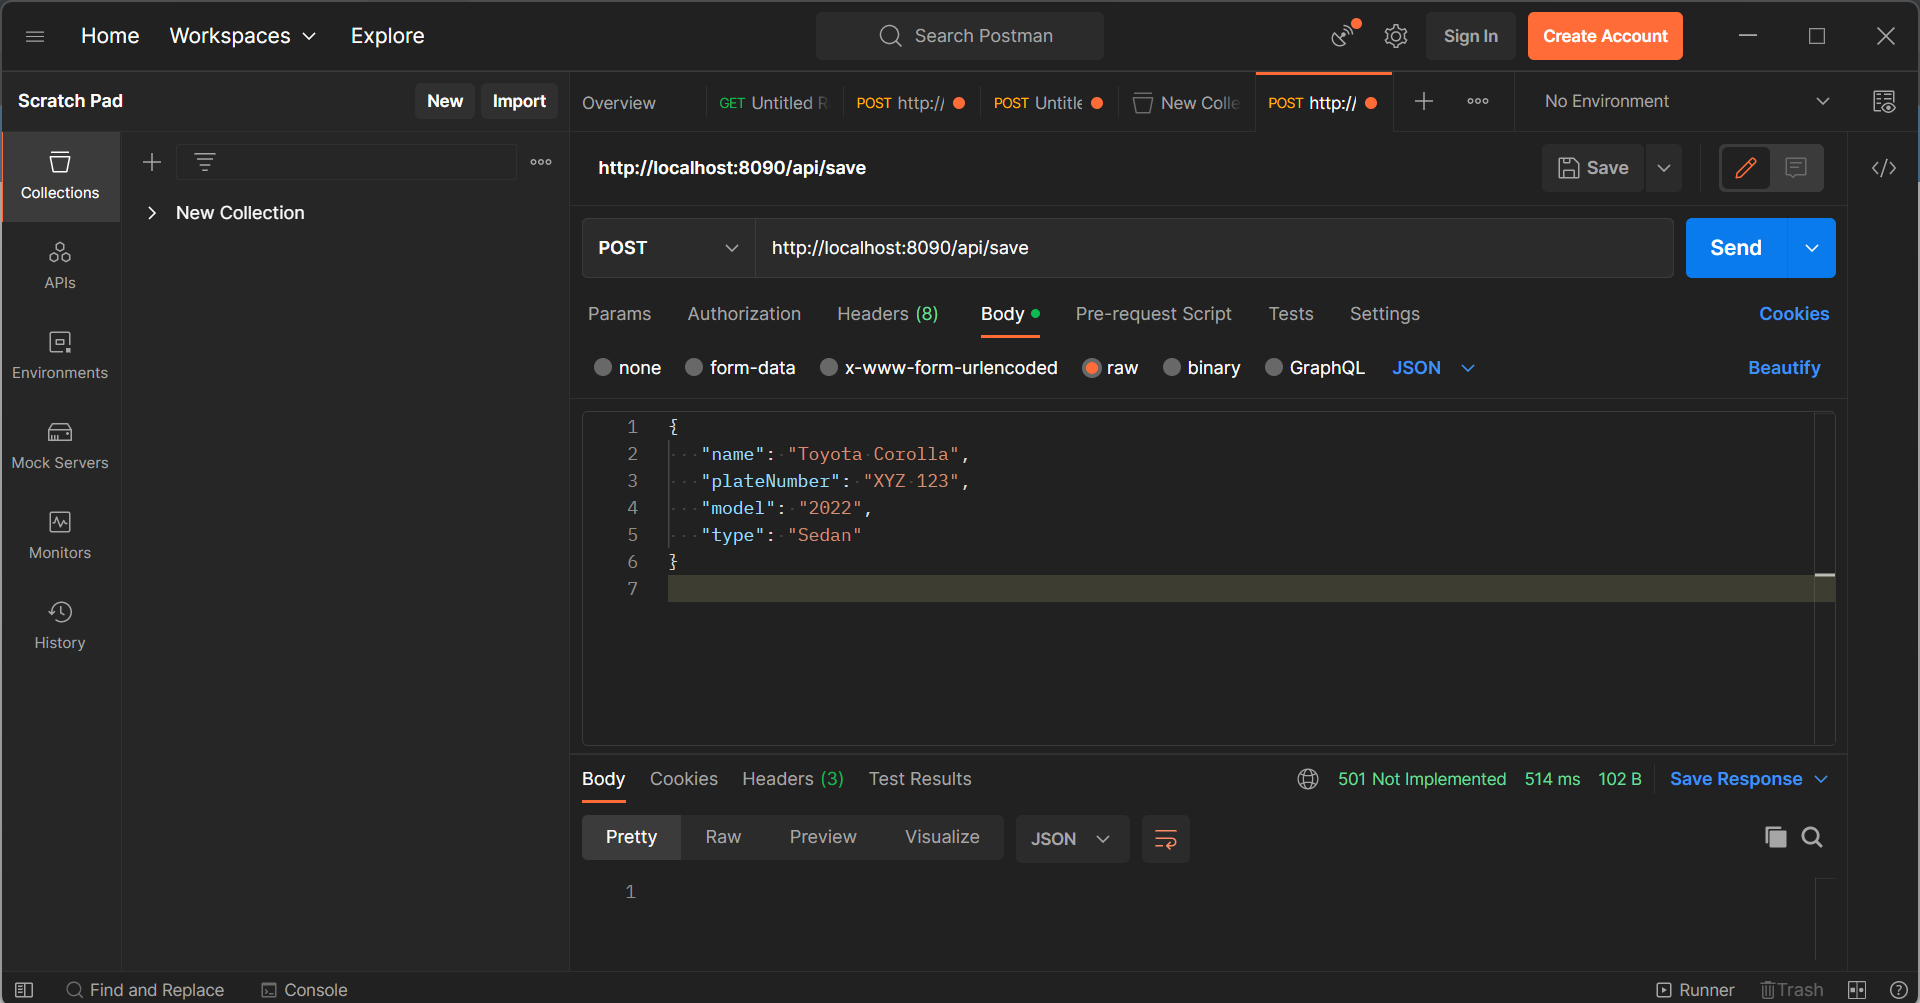 Home Workspaces Explore Search Postman Sign In Create Account
Scratch Pad New Import
Overview GET Untitled R POST http:// POST Untitle New Colle POST http:// No Environment
Collections
New Collection
APIs
Environments
Mock Servers
Monitors
History
http://localhost:8090/api/save Save
POST http://localhost:8090/api/save Send
Params Authorization Headers (8) Body Pre-request Script Tests Settings Cookies
none form-data x-www-form-urlencoded raw binary GraphQL JSON Beautify
1 {
2 "name": "Toyota Corolla",
3 "plateNumber": "XYZ 123",
4 "model": "2022",
5 "type": "Sedan"
6 }
7
Body Cookies Headers (3) Test Results 501 Not Implemented 514 ms 102 B Save Response
Pretty Raw Preview Visualize JSON
1
Find and Replace Console Runner Trash